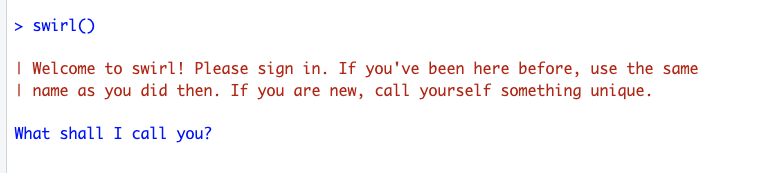 > swirl()
| Welcome to swirl! Please sign in. If you've been here before, use the same
| name as you did then. If you are new, call yourself something unique.
What shall I call you?